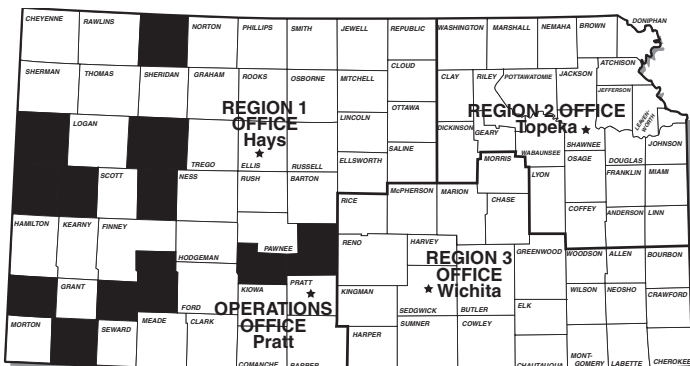 CHEYENNE
RAWLINS
NORTON
PHILLIPS
SMITH
JEWELL
REPUBLIC
WASHINGTON
MARSHALL
NEMAHA
BROWN
DONIPHAN
SHERMAN
THOMAS
SHERIDAN
GRAHAM
ROOKS
OSBORNE
MITCHELL
CLOUD
CLAY
RILEY
POTTAWATOMIE
JACKSON
ATCHISON
JEFFERSON
LEAVEN-
WORTH
LOGAN
TREGO
ELLIS
RUSSELL
LINCOLN
OTTAWA
SALINE
ELLSWORTH
DICKINSON
GEARY
MORRIS
WABAUNSEE
SHAWNEE
OSAGE
DOUGLAS
JOHNSON
REGION 1
OFFICE
Hays
REGION 2 OFFICE
Topeka
SCOTT
NESS
RUSH
BARTON
RICE
McPHERSON
MARION
CHASE
LYON
FRANKLIN
MIAMI
COFFEY
ANDERSON
LINN
HAMILTON
KEARNY
FINNEY
HODGEMAN
PAWNEE
RENO
HARVEY
GREENWOOD
WOODSON
ALLEN
BOURBON
GRANT
FORD
KIOWA
PRATT
KINGMAN
SEDGWICK
BUTLER
ELK
WILSON
NEOSHO
CRAWFORD
REGION 3
OFFICE
Wichita
OPERATIONS
OFFICE
Pratt
MORTON
SEWARD
MEADE
CLARK
COMANCHE
BARBER
HARPER
SUMNER
COWLEY
CHAUTAUQUA
MONT-
GOMERY
LABETTE
CHEROKEE